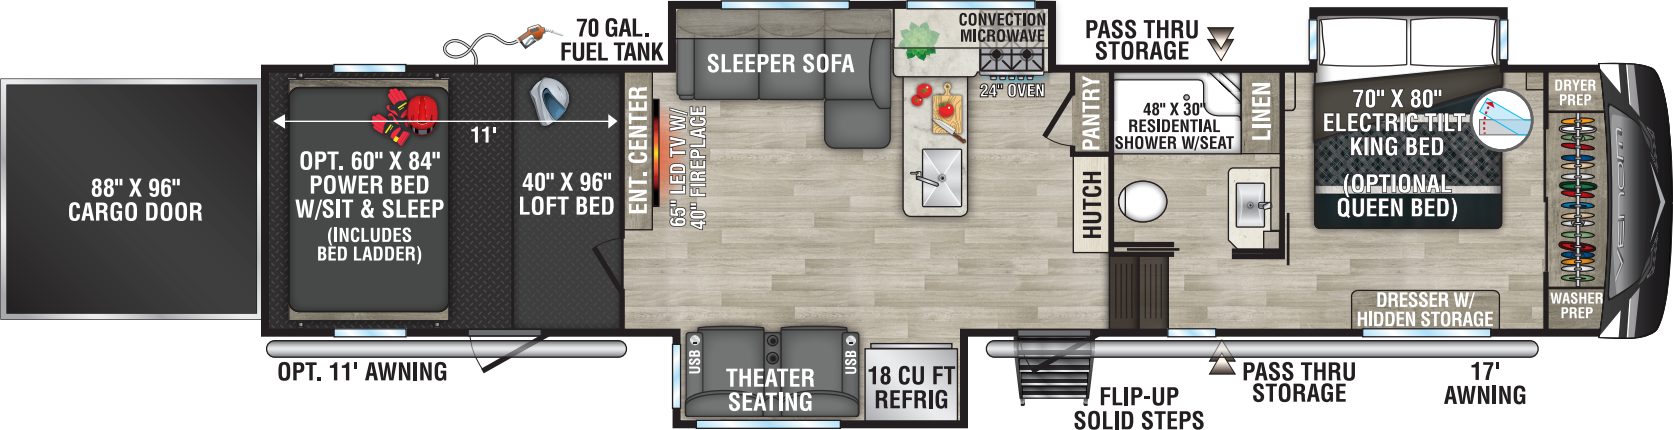 70 GAL.
FUEL TANK
88" X 96"
CARGO DOOR
11'
OPT. 60" X 84"
POWER BED
W/SIT & SLEEP
(INCLUDES
BED LADDER)
40" X 96"
LOFT BED
OPT. 11' AWNING
ENT. CENTER
65" LED TV W/
40" FIREPLACE
SLEEPER SOFA
CONVECTION
MICROWAVE
24" OVEN
USB
THEATER
SEATING
USB
18 CU FT
REFRIG
PANTRY
HUTCH
PASS THRU
STORAGE
48" X 30"
RESIDENTIAL
SHOWER W/SEAT
LINEN
FLIP-UP
SOLID STEPS
PASS THRU
STORAGE
70" X 80"
ELECTRIC TILT
KING BED
(OPTIONAL
QUEEN BED)
DRESSER W/
HIDDEN STORAGE
DRYER
PREP
WASHER
PREP
17'
AWNING
VENOM